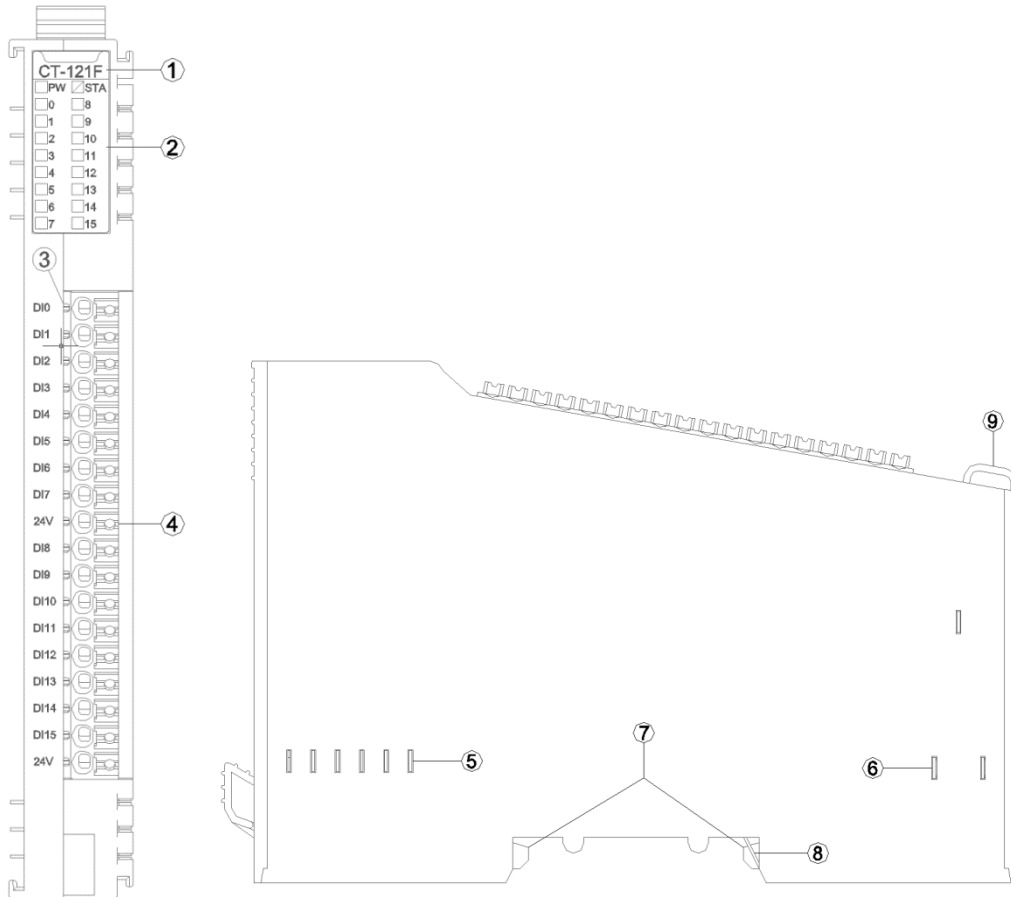 CT-121F
PW STA
0 8
1 9
2 10
3 11
4 12
5 13
6 14
7 15
1
2
3
DI0
DI1
DI2
DI3
DI4
DI5
DI6
DI7
24V
DI8
DI9
DI10
DI11
DI12
DI13
DI14
DI15
24V
4
5
6
7
8
9